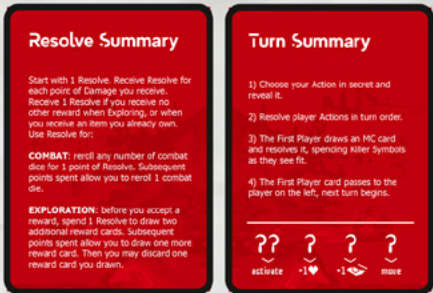 Resolve Summary
Start with 1 Resolve. Receive Resolve for
each point of Damage you receive.
Receive 1 Resolve if you receive no
other reward when Exploring, or when
you receive an item you already own.
Use Resolve for:
COMBAT: reroll any number of combat
dice for 1 point of Resolve. Subsequent
points spent allow you to reroll 1 combat
die.
EXPLORATION: before you accept a
reward, spend 1 Resolve to draw two
additional reward cards. Subsequent
points spent allow you to draw one more
reward card. Then you may discard one
reward card you drawn.
Turn Summary
1) Choose your Action in secret and
reveal it.
2) Resolve player Actions in turn order.
3) The First Player draws an MC card
and resolves it, spending Killer Symbols
as they see fit.
4) The First Player card passes to the
player on the left, next turn begins.
?? ? ? ?
activate -1 +1 move